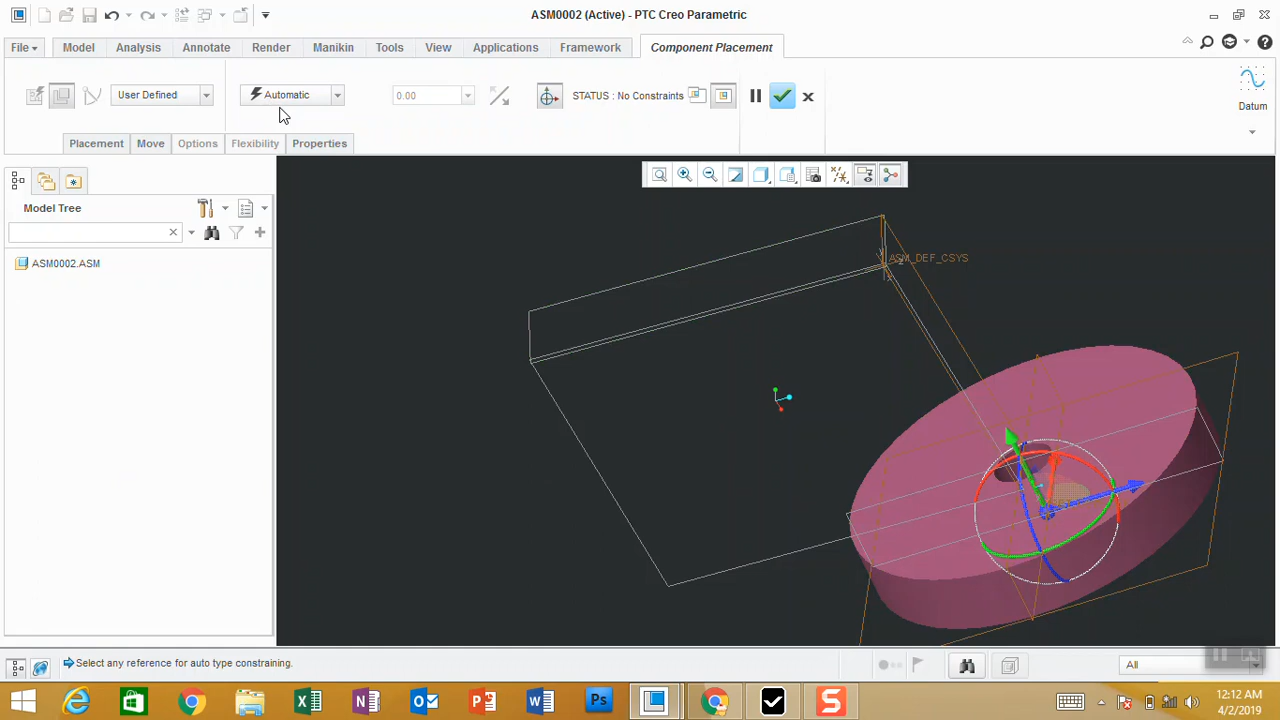 ASM0002 (Active) - PTC Creo Parametric
File Model Analysis Annotate Render Manikin Tools View Applications Framework Component Placement
User Defined Automatic 0:00 STATUS : No Constraints
Datum
Placement Move Options Flexibility Properties
Model Tree
ASM0002.ASM
ASM_DEF_CSYS
Select any reference for auto type constraining.
All
12:12 AM
4/2/2019